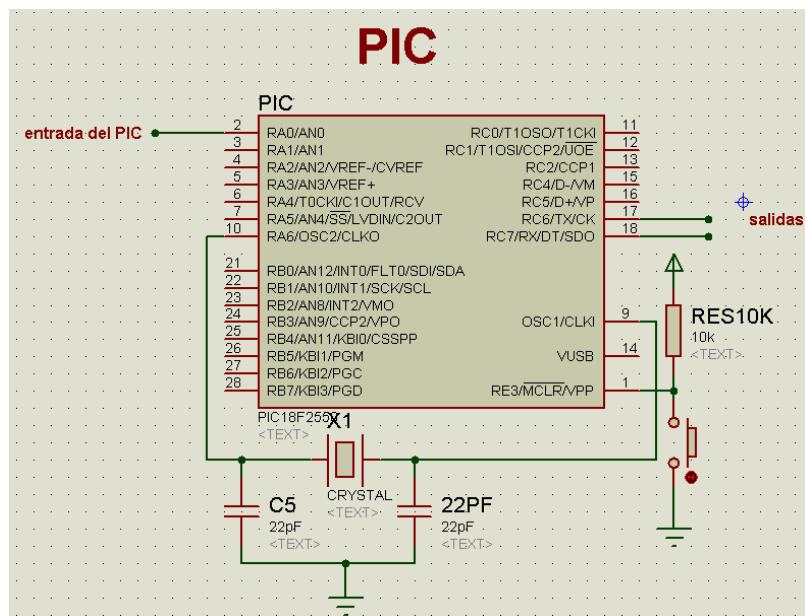 PIC
PIC
entrada del PIC
2 RA0/AN0 RC0/T1OSO/T1CKI 11
3 RA1/AN1 RC1/T1OSI/CCP2/UOE 12
4 RA2/AN2/VREF-/CVREF RC2/CCP1 13
5 RA3/AN3/VREF+ RC4/D-/VM 15
6 RA4/T0CKI/C1OUT/RCV RC5/D+/VP 16
7 RA5/AN4/SS/LVDIN/C2OUT RC6/TX/CK 17
10 RA6/OSC2/CLKO RC7/RX/DT/SDO 18
salidas
21 RB0/AN12/INT0/FLT0/SDI/SDA
22 RB1/AN10/INT1/SCK/SCL
23 RB2/AN8/INT2/VMO
24 RB3/AN9/CCP2/VPO OSC1/CLKI 9
25 RB4/AN11/KBI0/CSSPP
26 RB5/KBI1/PGM VUSB 14
27 RB6/KBI2/PGC
28 RB7/KBI3/PGD RE3/MCLR/VPP 1
RES10K
10k
<TEXT>
<TEXT>
X1
CRYSTAL
<TEXT>
C5
22pF
<TEXT>
22PF
22pF
<TEXT>